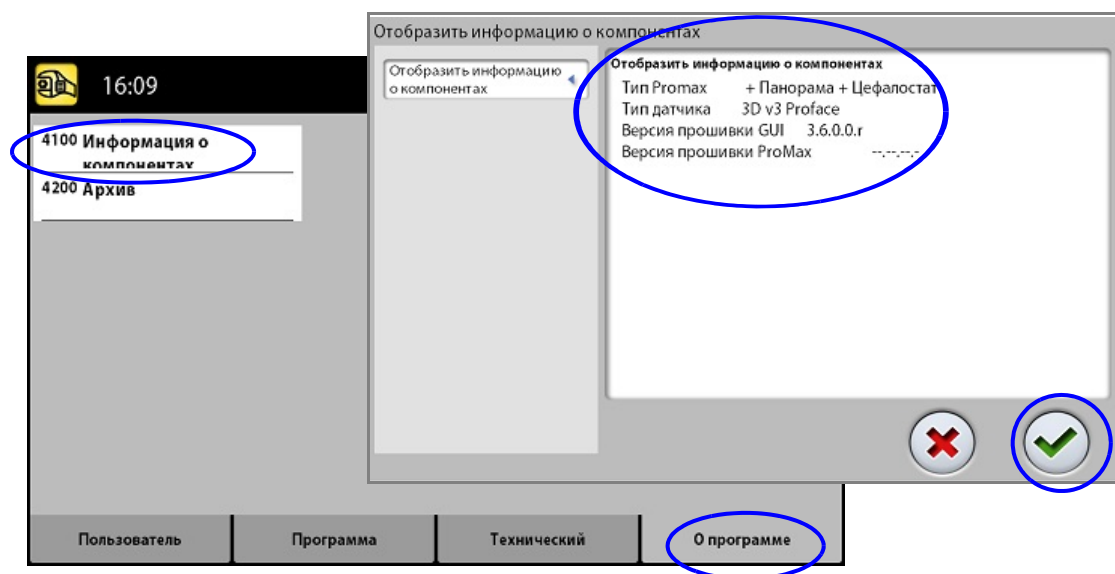 Отобразить информацию о компонентах
Отобразить информацию
о компонентах
Отобразить информацию о компонентах
Тип Promax + Панорама + Цефалостат
Тип датчика 3D v3 Proface
Версия прошивки GUI 3.6.0.0.r
Версия прошивки ProMax --.--.--.-
16:09
4100 Информация о
компонентах
4200 Архив
Пользователь
Программа
Технический
О программе